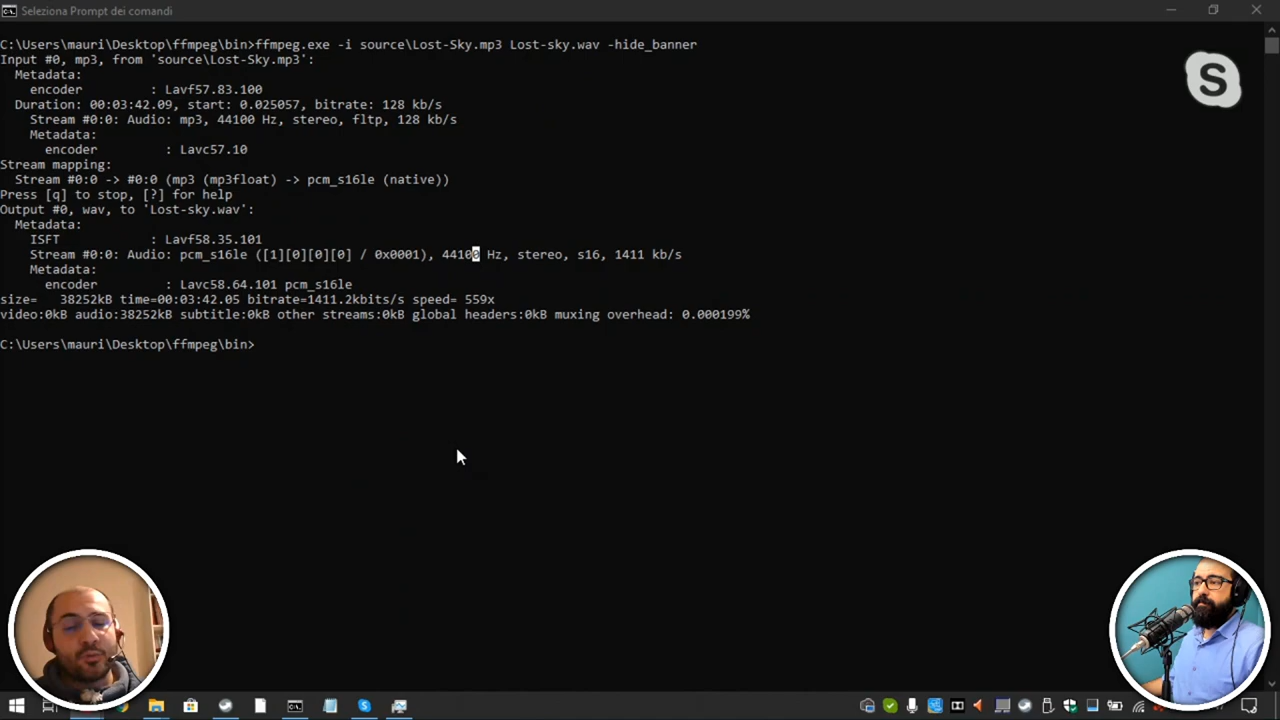 Seleziona Prompt dei comandi
C:\Users\mauri\Desktop\ffmpeg\bin>ffmpeg.exe -i source\Lost-Sky.mp3 Lost-sky.wav -hide_banner
Input #0, mp3, from 'source\Lost-Sky.mp3':
  Metadata:
    encoder         : Lavf57.83.100
  Duration: 00:03:42.09, start: 0.025057, bitrate: 128 kb/s
    Stream #0:0: Audio: mp3, 44100 Hz, stereo, fltp, 128 kb/s
    Metadata:
      encoder         : Lavc57.10
Stream mapping:
  Stream #0:0 -> #0:0 (mp3 (mp3float) -> pcm_s16le (native))
Press [q] to stop, [?] for help
Output #0, wav, to 'Lost-sky.wav':
  Metadata:
    ISFT            : Lavf58.35.101
    Stream #0:0: Audio: pcm_s16le ([1][0][0][0] / 0x0001), 44100 Hz, stereo, s16, 1411 kb/s
    Metadata:
      encoder         : Lavc58.64.101 pcm_s16le
size=   38252kB time=00:03:42.05 bitrate=1411.2kbits/s speed= 559x
video:0kB audio:38252kB subtitle:0kB other streams:0kB global headers:0kB muxing overhead: 0.000199%
C:\Users\mauri\Desktop\ffmpeg\bin>